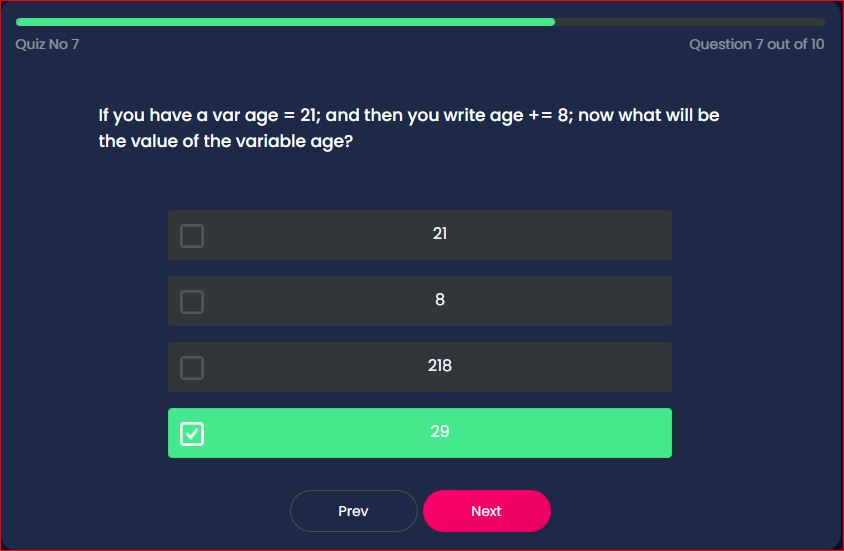 Quiz No 7
Question 7 out of 10
If you have a var age = 21; and then you write age += 8; now what will be
the value of the variable age?
21
8
218
29
Prev
Next